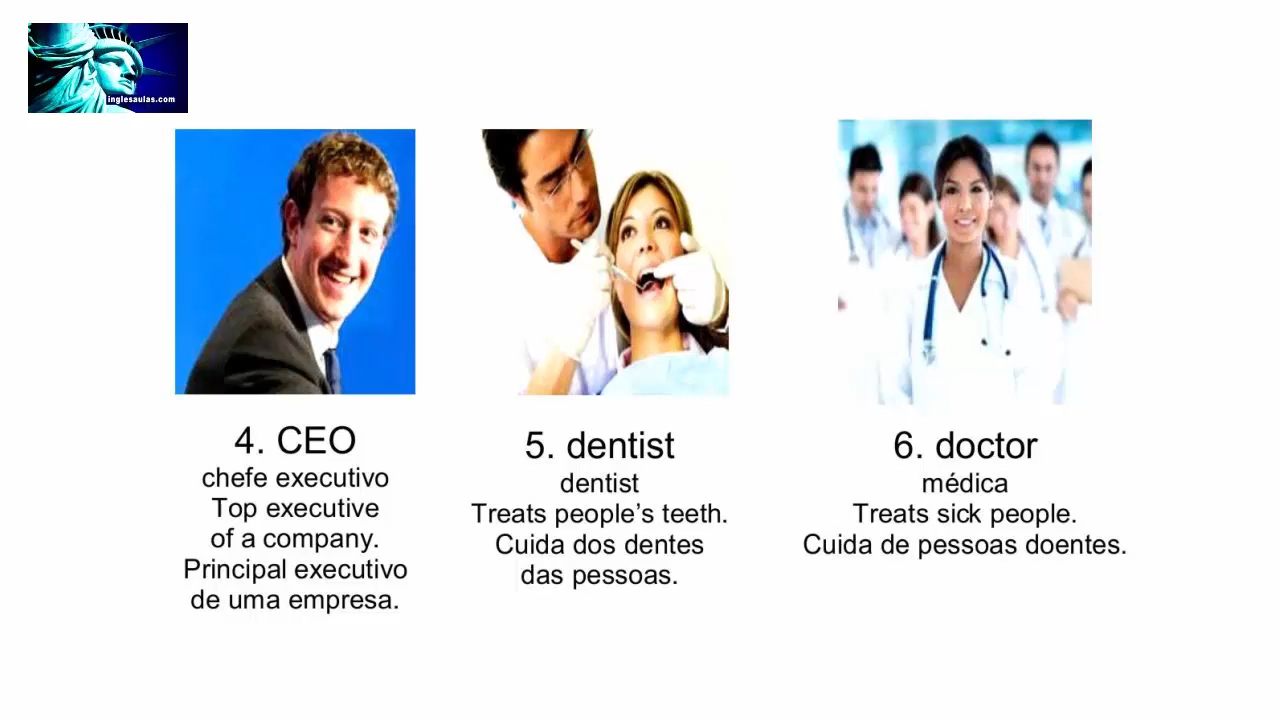 inglesaulas.com
4. CEO
chefe executivo
Top executive
of a company.
Principal executivo
de uma empresa.
5. dentist
dentist
Treats people’s teeth.
Cuida dos dentes
das pessoas.
6. doctor
médica
Treats sick people.
Cuida de pessoas doentes.